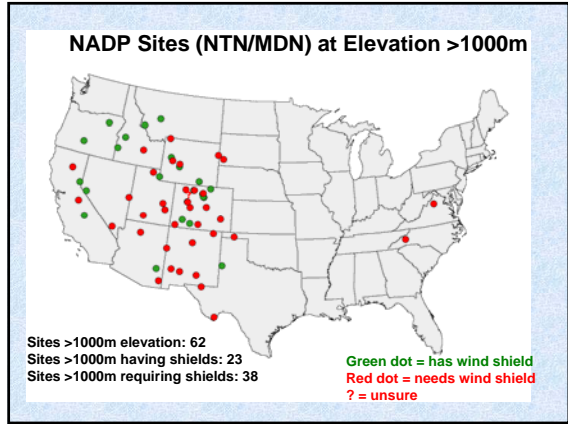 NADP Sites (NTN/MDN) at Elevation >1000m
Sites >1000m elevation: 62
Sites >1000m having shields: 23
Sites >1000m requiring shields: 38
Green dot = has wind shield
Red dot = needs wind shield
? = unsure